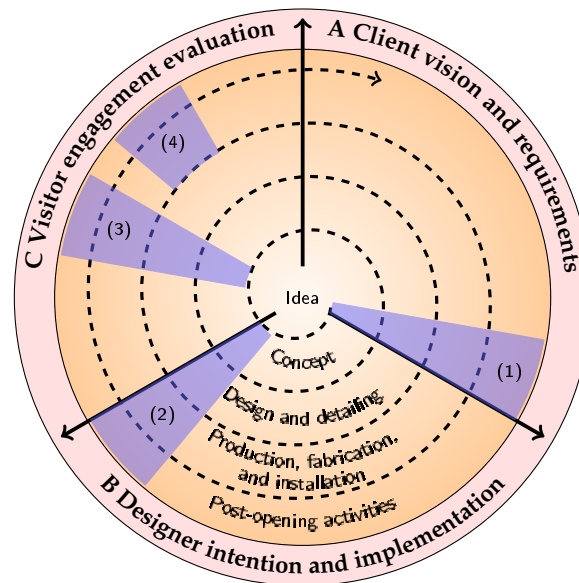 A Client vision and requirements
C Visitor engagement evaluation
(4)
(3)
Idea
(1)
Concept
(2)
Design and detailing
Production, fabrication,
and installation
Post-opening activities
B Designer intention and implementation